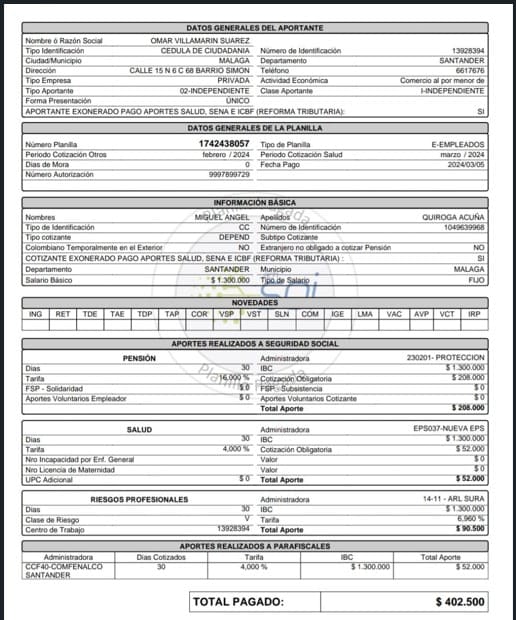 DATOS GENERALES DEL APORTANTE
Nombre ó Razón Social OMAR VILLAMARIN SUAREZ
Tipo Identificación CEDULA DE CIUDADANIA Número de Identificación 13928394
Ciudad/Municipio MALAGA Departamento SANTANDER
Dirección CALLE 15 N 6 C 68 BARRIO SIMON Teléfono 6617676
Tipo Empresa PRIVADA Actividad Económica Comercio al por menor de
Tipo Aportante 02-INDEPENDIENTE Clase Aportante I-INDEPENDIENTE
Forma Presentación ÚNICO
APORTANTE EXONERADO PAGO APORTES SALUD, SENA E ICBF (REFORMA TRIBUTARIA): SI
DATOS GENERALES DE LA PLANILLA
Número Planilla 1742438057 Tipo de Planilla E-EMPLEADOS
Periodo Cotización Otros febrero / 2024 Periodo Cotización Salud marzo / 2024
Dias de Mora 0 Fecha Pago 2024/03/05
Número Autorización 9997899729
INFORMACIÓN BÁSICA
Nombres MIGUEL ANGEL Apellidos QUIROGA ACUÑA
Tipo de Identificación CC Número de Identificación 1049639968
Tipo cotizante DEPEND Subtipo Cotizante
Colombiano Temporalmente en el Exterior NO Extranjero no obligado a cotizar Pensión NO
COTIZANTE EXONERADO PAGO APORTES SALUD, SENA E ICBF (REFORMA TRIBUTARIA) : SI
Departamento SANTANDER Municipio MALAGA
Salario Básico $ 1.300.000 Tipo de Salario FIJO
NOVEDADES
ING RET TDE TAE TDP TAP COR VSP VST SLN COM IGE LMA VAC AVP VCT IRP
APORTES REALIZADOS A SEGURIDAD SOCIAL
PENSIÓN Administradora 230201- PROTECCION
Dias 30 IBC $ 1.300.000
Tarifa 16,000 % Cotización Obligatoria $ 208.000
FSP - Solidaridad $ 0 FSP - Subsistencia $ 0
Aportes Voluntarios Empleador $ 0 Aportes Voluntarios Cotizante $ 0
Total Aporte $ 208.000
SALUD Administradora EPS037-NUEVA EPS
Dias 30 IBC $ 1.300.000
Tarifa 4,000 % Cotización Obligatoria $ 52.000
Nro Incapacidad por Enf. General Valor $ 0
Nro Licencia de Maternidad Valor $ 0
UPC Adicional $ 0 Total Aporte $ 52.000
RIESGOS PROFESIONALES Administradora 14-11 - ARL SURA
Dias 30 IBC $ 1.300.000
Clase de Riesgo V Tarifa 6,960 %
Centro de Trabajo 13928394 Total Aporte $ 90.500
APORTES REALIZADOS A PARAFISCALES
Administradora Dias Cotizados Tarifa IBC Total Aporte
CCF40-COMFENALCO SANTANDER 30 4,000 % $ 1.300.000 $ 52.000
TOTAL PAGADO: $ 402.500